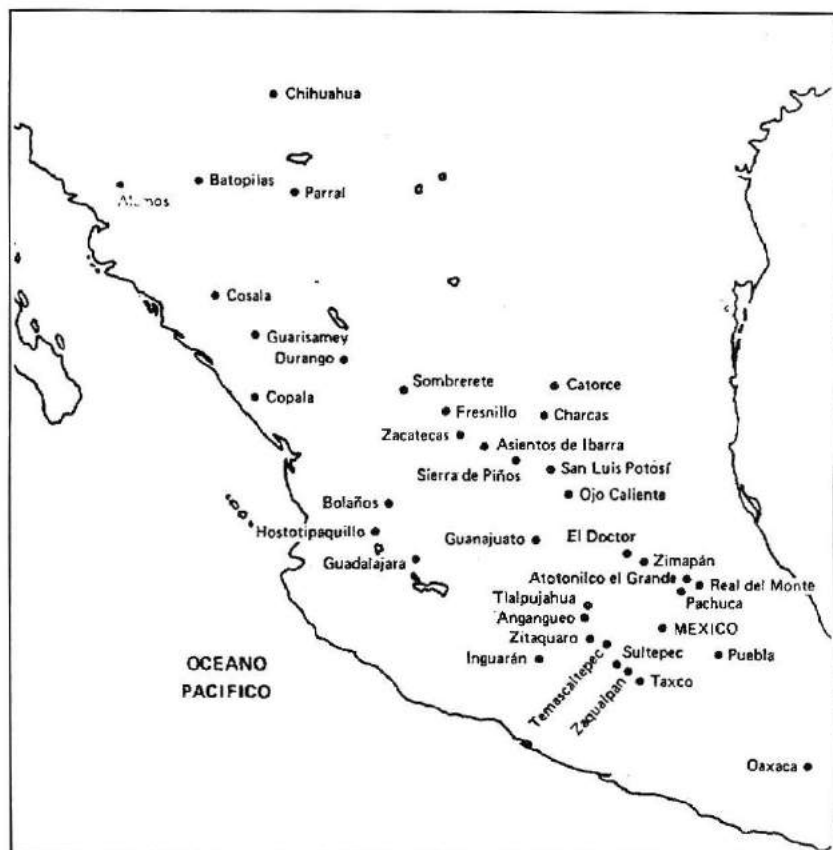 Chihuahua
Batopilas
Alamos
Parral
Cosala
Guarisamey
Durango
Sombrerete
Catorce
Copala
Fresnillo
Charcas
Zacatecas
Asientos de Ibarra
Sierra de Piños
San Luis Potosí
Ojo Caliente
Bolaños
Hostotipaquillo
Guanajuato
El Doctor
Zimapán
Guadalajara
Atotonilco el Grande
Real del Monte
Pachuca
Tlalpujahua
Angangueo
MEXICO
Zitaquaro
Sultepec
Puebla
Inguarán
Temascaltepec
Zaqualpan
Taxco
OCEANO
PACIFICO
Oaxaca